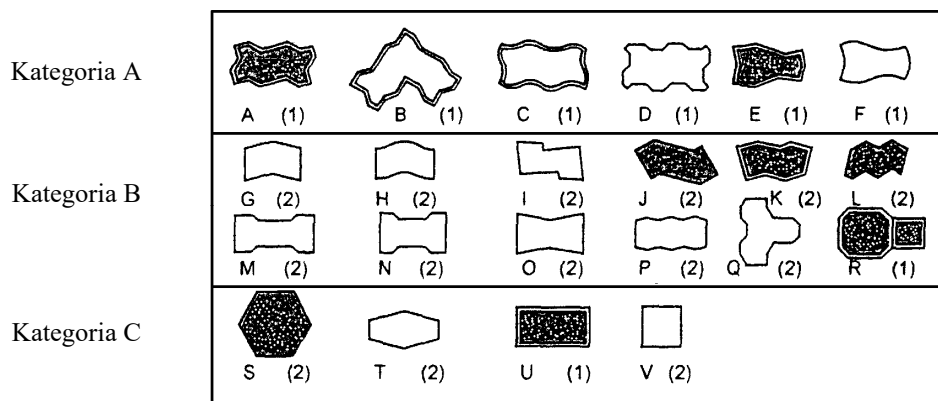 Kategoria A
A (1) B (1) C (1) D (1) E (1) F (1)
Kategoria B
G (2) H (2) I (2) J (2) K (2) L (2)
M (2) N (2) O (2) P (2) Q (2) R (1)
Kategoria C
S (2) T (2) U (1) V (2)